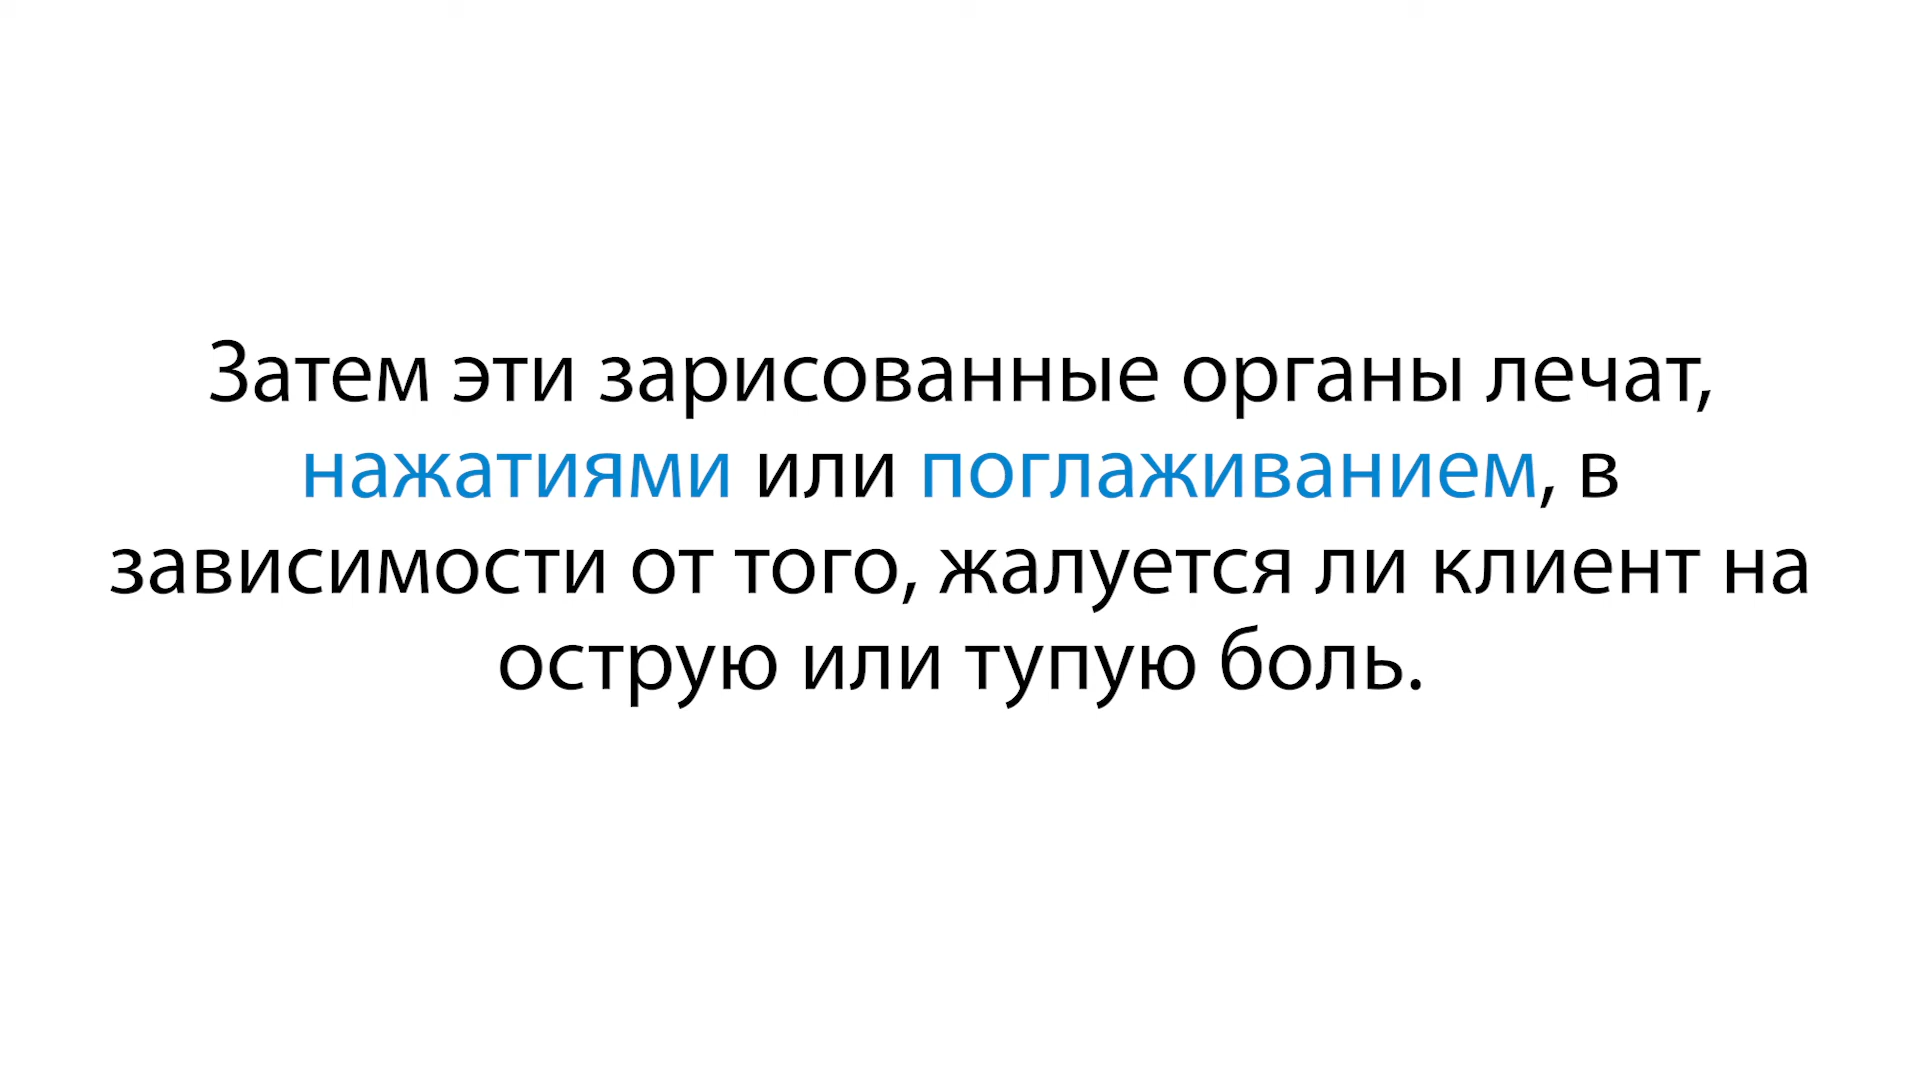 Затем эти зарисованные органы лечат,
нажатиями или поглаживанием, в
зависимости от того, жалуется ли клиент на
острую или тупую боль.